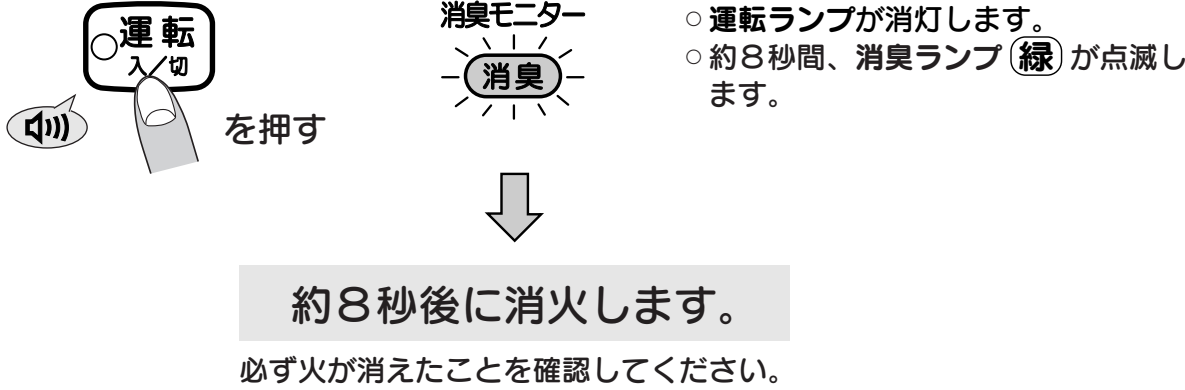 運転
入/切
を押す
消臭モニター
消臭
○運転ランプが消灯します。
○約8秒間、消臭ランプ(緑)が点滅し
ます。
約8秒後に消火します。
必ず火が消えたことを確認してください。